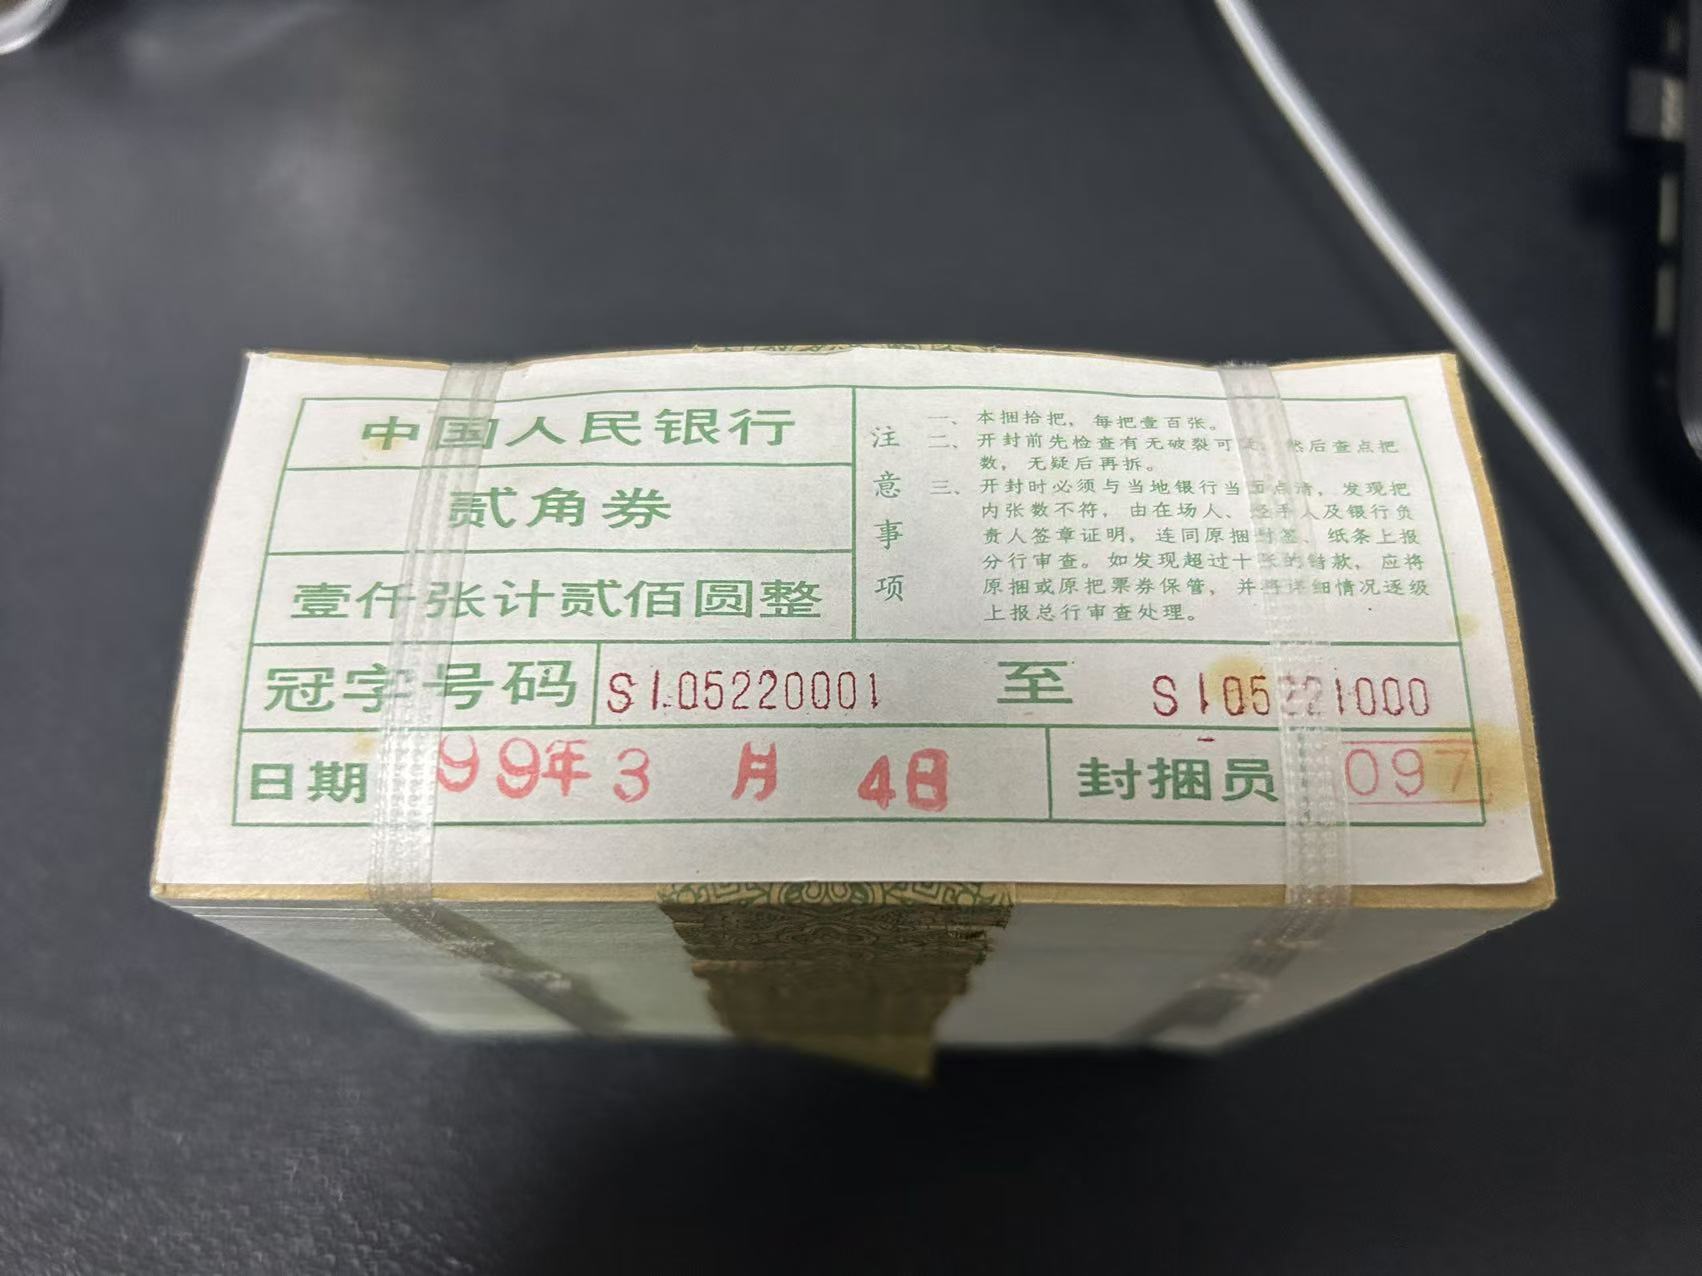 中国人民银行
贰角券
壹仟张计贰佰圆整
注意事项
一、本捆拾把，每把壹百张。
二、开封前先检查有无破裂可 然后查点把
数，无疑后再拆。
三、开封时必须与当地银行当面点清，发现把
内张数不符，由在场人、经手人及银行负
责人签章证明，连同原捆封签、纸条上报
分行审查。如发现超过十张的错款，应将
原捆或原把票券保管，并将详细情况逐级
上报总行审查处理。
冠字号码 SI05220001 至 SI05221000
日期 99年3月4日 封捆员 097